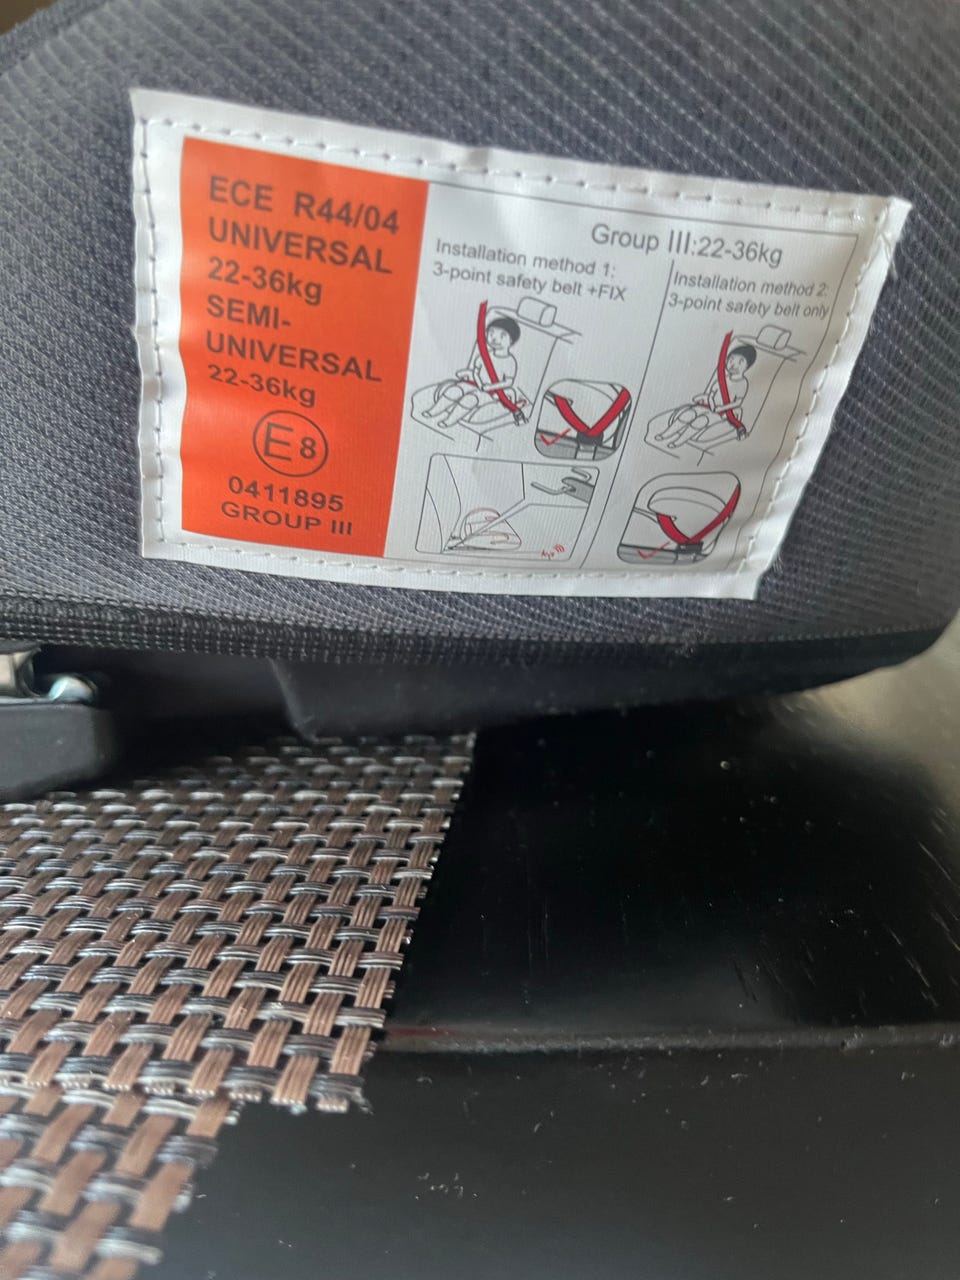 ECE R44/04
UNIVERSAL
22-36kg
SEMI-
UNIVERSAL
22-36kg
E8
0411895
GROUP III
Group III:22-36kg
Installation method 1:
3-point safety belt +FIX
Installation method 2:
3-point safety belt only